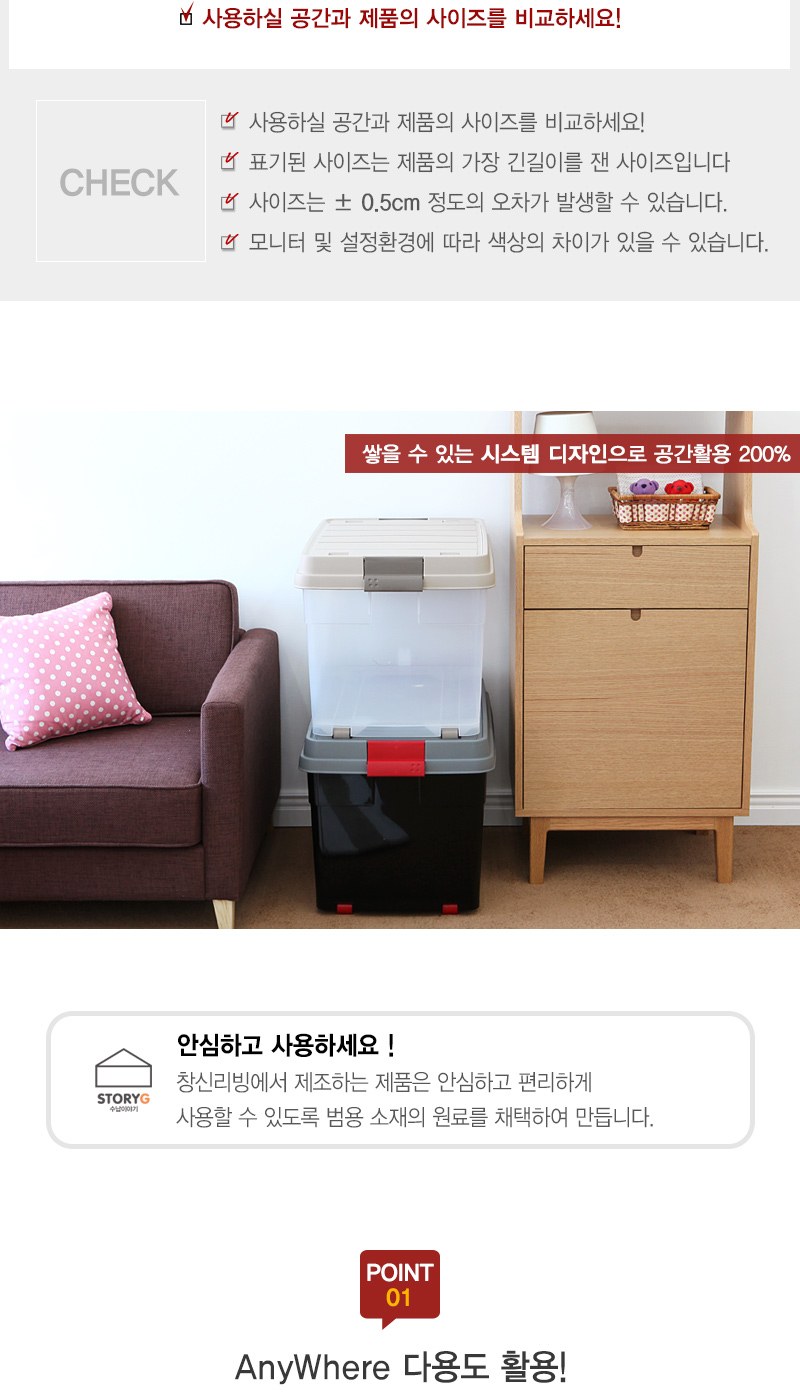 사용하실 공간과 제품의 사이즈를 비교하세요!
CHECK
사용하실 공간과 제품의 사이즈를 비교하세요!
표기된 사이즈는 제품의 가장 긴길이를 잰 사이즈입니다
사이즈는 ± 0.5cm 정도의 오차가 발생할 수 있습니다.
모니터 및 설정환경에 따라 색상의 차이가 있을 수 있습니다.
쌓을 수 있는 시스템 디자인으로 공간활용 200%
STORYG
수납이야기
안심하고 사용하세요 !
창신리빙에서 제조하는 제품은 안심하고 편리하게
사용할 수 있도록 범용 소재의 원료를 채택하여 만듭니다.
POINT
01
AnyWhere 다용도 활용!